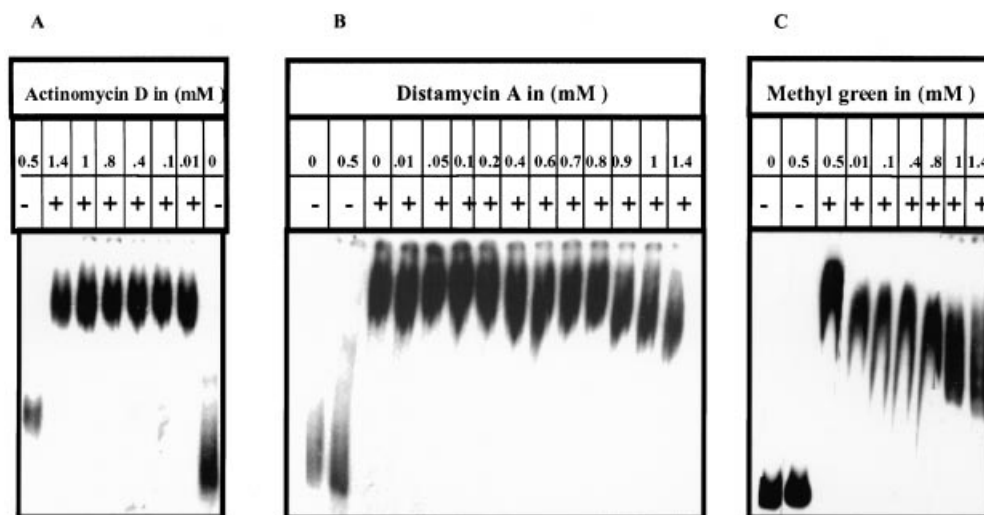 A
B
C
Actinomycin D in (mM )
Distamycin A in (mM )
Methyl green in (mM )
0.5 1.4 1 .8 .4 .1 .01 0
0 0.5 0 .01 .05 0.1 0.2 0.4 0.6 0.7 0.8 0.9 1 1.4
0 0.5 0.5 .01 .1 .4 .8 1 1.4
- + + + + + + -
- - + + + + + + + + + + + +
- - + + + + + + +